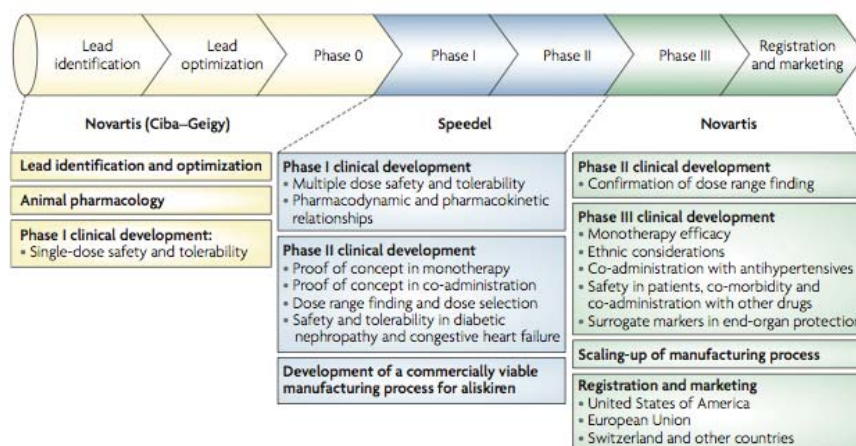 Lead
identification
Lead
optimization
Phase 0
Phase I
Phase II
Phase III
Registration
and marketing
Novartis (Ciba–Geigy)
Speedel
Novartis
Lead identification and optimization
Animal pharmacology
Phase I clinical development:
• Single-dose safety and tolerability
Phase I clinical development
• Multiple dose safety and tolerability
• Pharmacodynamic and pharmacokinetic
relationships
Phase II clinical development
• Proof of concept in monotherapy
• Proof of concept in co-administration
• Dose range finding and dose selection
• Safety and tolerability in diabetic
nephropathy and congestive heart failure
Development of a commercially viable
manufacturing process for aliskiren
Phase II clinical development
• Confirmation of dose range finding
Phase III clinical development
• Monotherapy efficacy
• Ethnic considerations
• Co-administration with antihypertensives
• Safety in patients, co-morbidity and
co-administration with other drugs
• Surrogate markers in end-organ protection
Scaling-up of manufacturing process
Registration and marketing
• United States of America
• European Union
• Switzerland and other countries